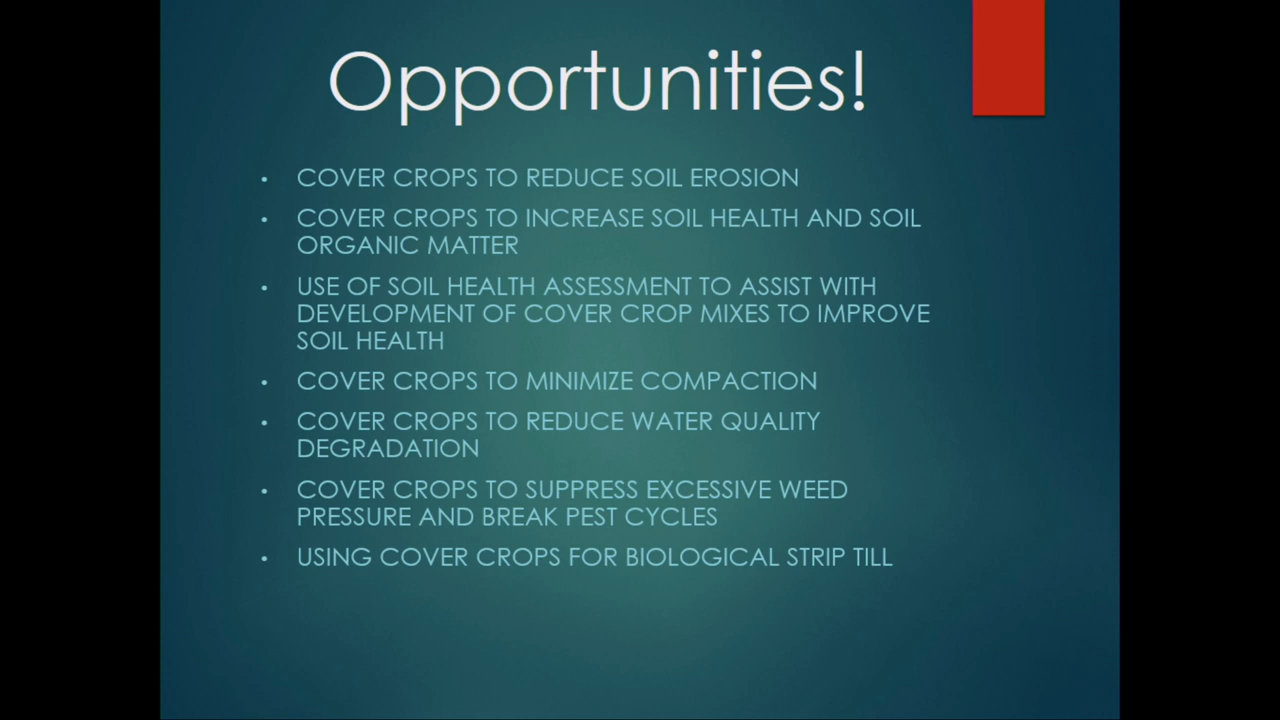 Opportunities!
• COVER CROPS TO REDUCE SOIL EROSION
• COVER CROPS TO INCREASE SOIL HEALTH AND SOIL
ORGANIC MATTER
• USE OF SOIL HEALTH ASSESSMENT TO ASSIST WITH
DEVELOPMENT OF COVER CROP MIXES TO IMPROVE
SOIL HEALTH
• COVER CROPS TO MINIMIZE COMPACTION
• COVER CROPS TO REDUCE WATER QUALITY
DEGRADATION
• COVER CROPS TO SUPPRESS EXCESSIVE WEED
PRESSURE AND BREAK PEST CYCLES
• USING COVER CROPS FOR BIOLOGICAL STRIP TILL